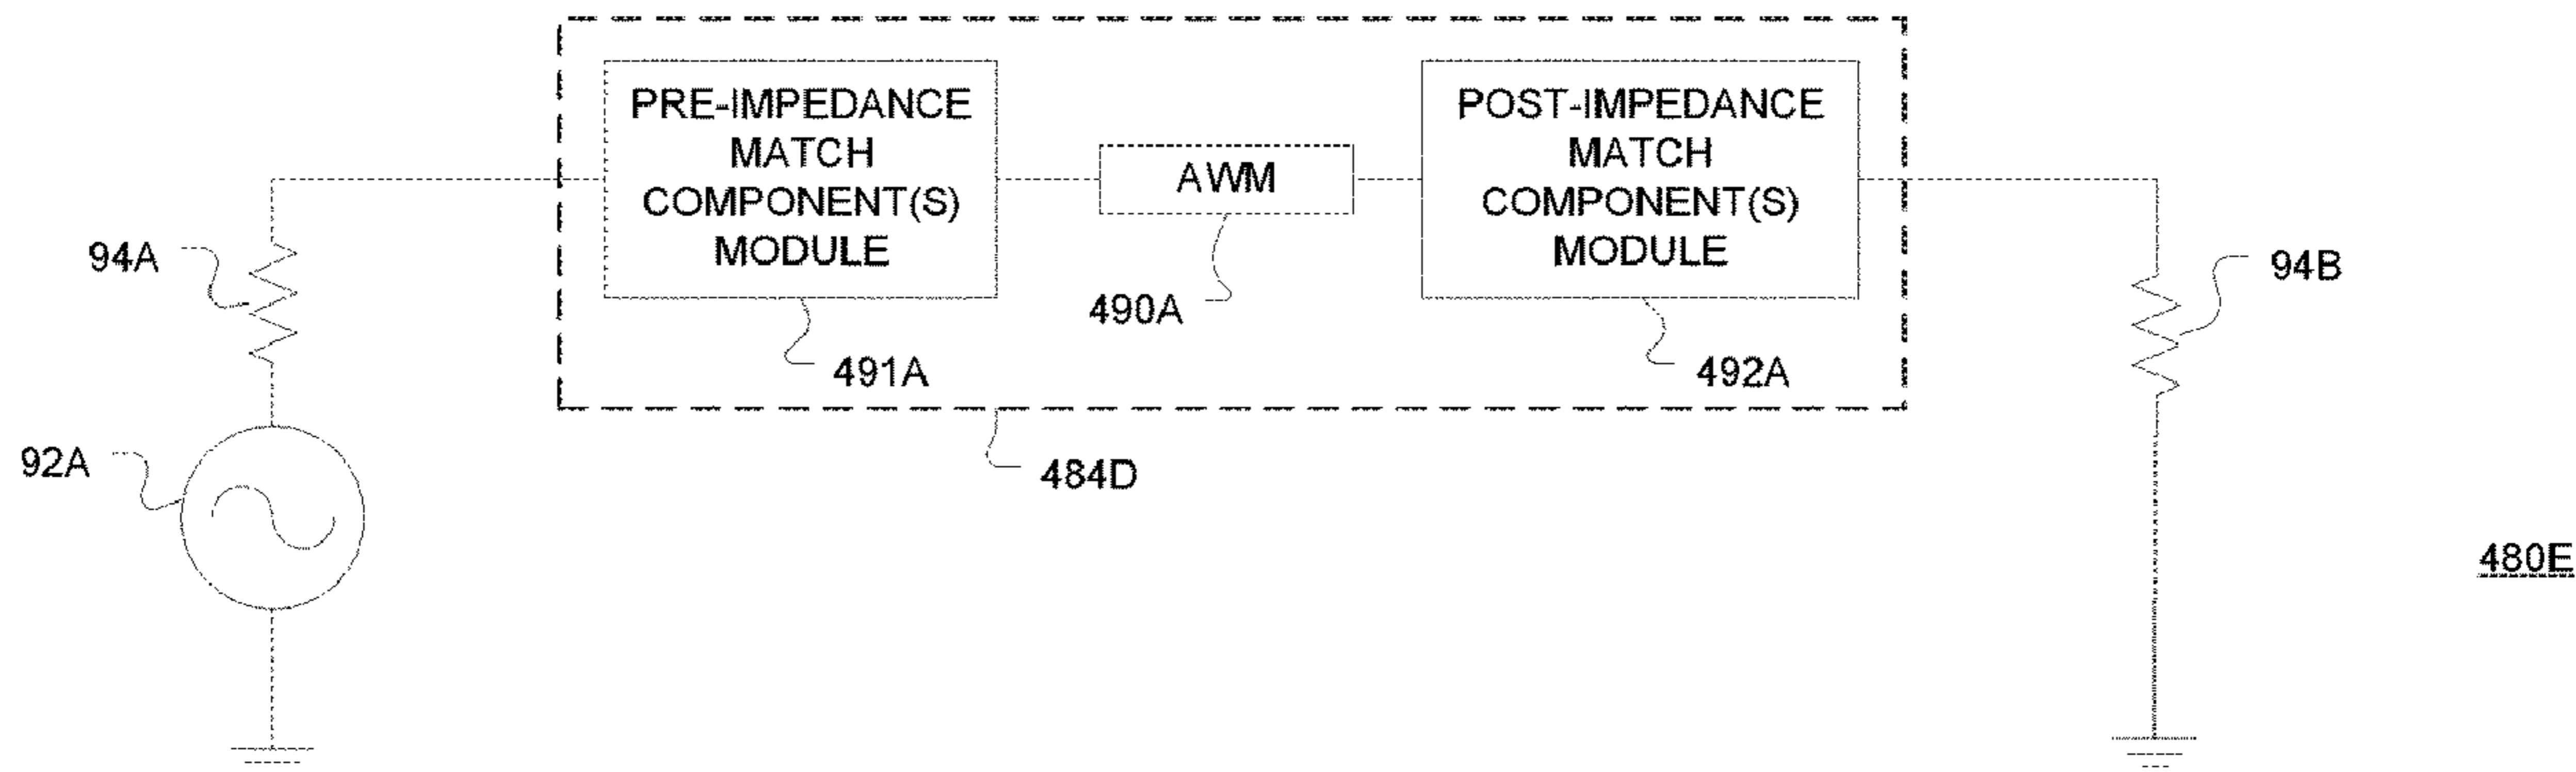 PRE-IMPEDANCE
MATCH
COMPONENT(S)
MODULE
AWM
POST-IMPEDANCE
MATCH
COMPONENT(S)
MODULE
94A
490A
94B
491A
492A
92A
484D
480E